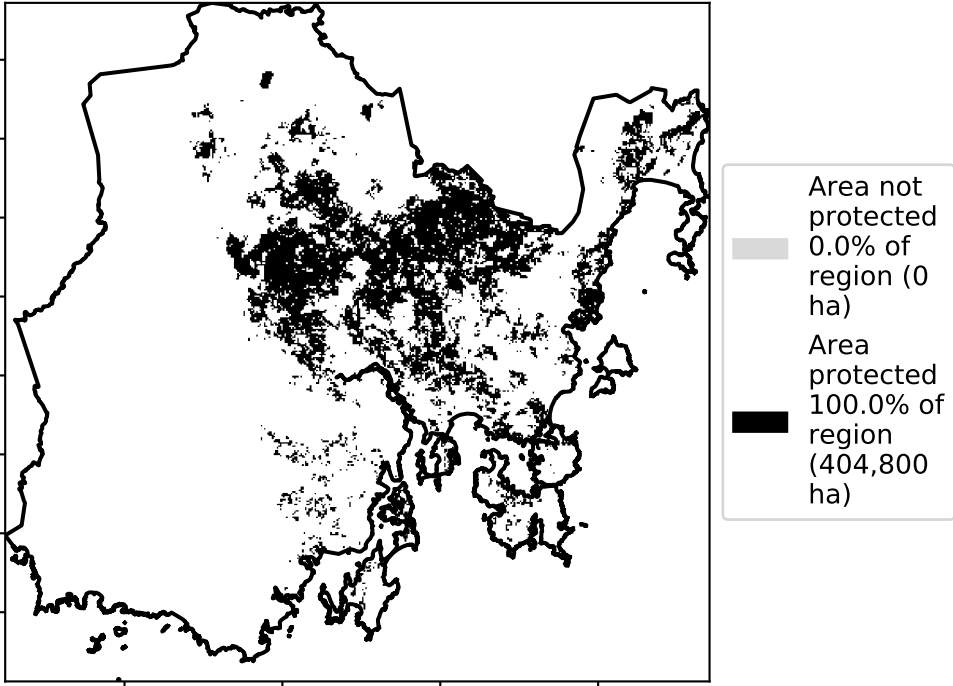 Area not
protected
0.0% of
region (0
ha)
Area
protected
100.0% of
region
(404,800
ha)